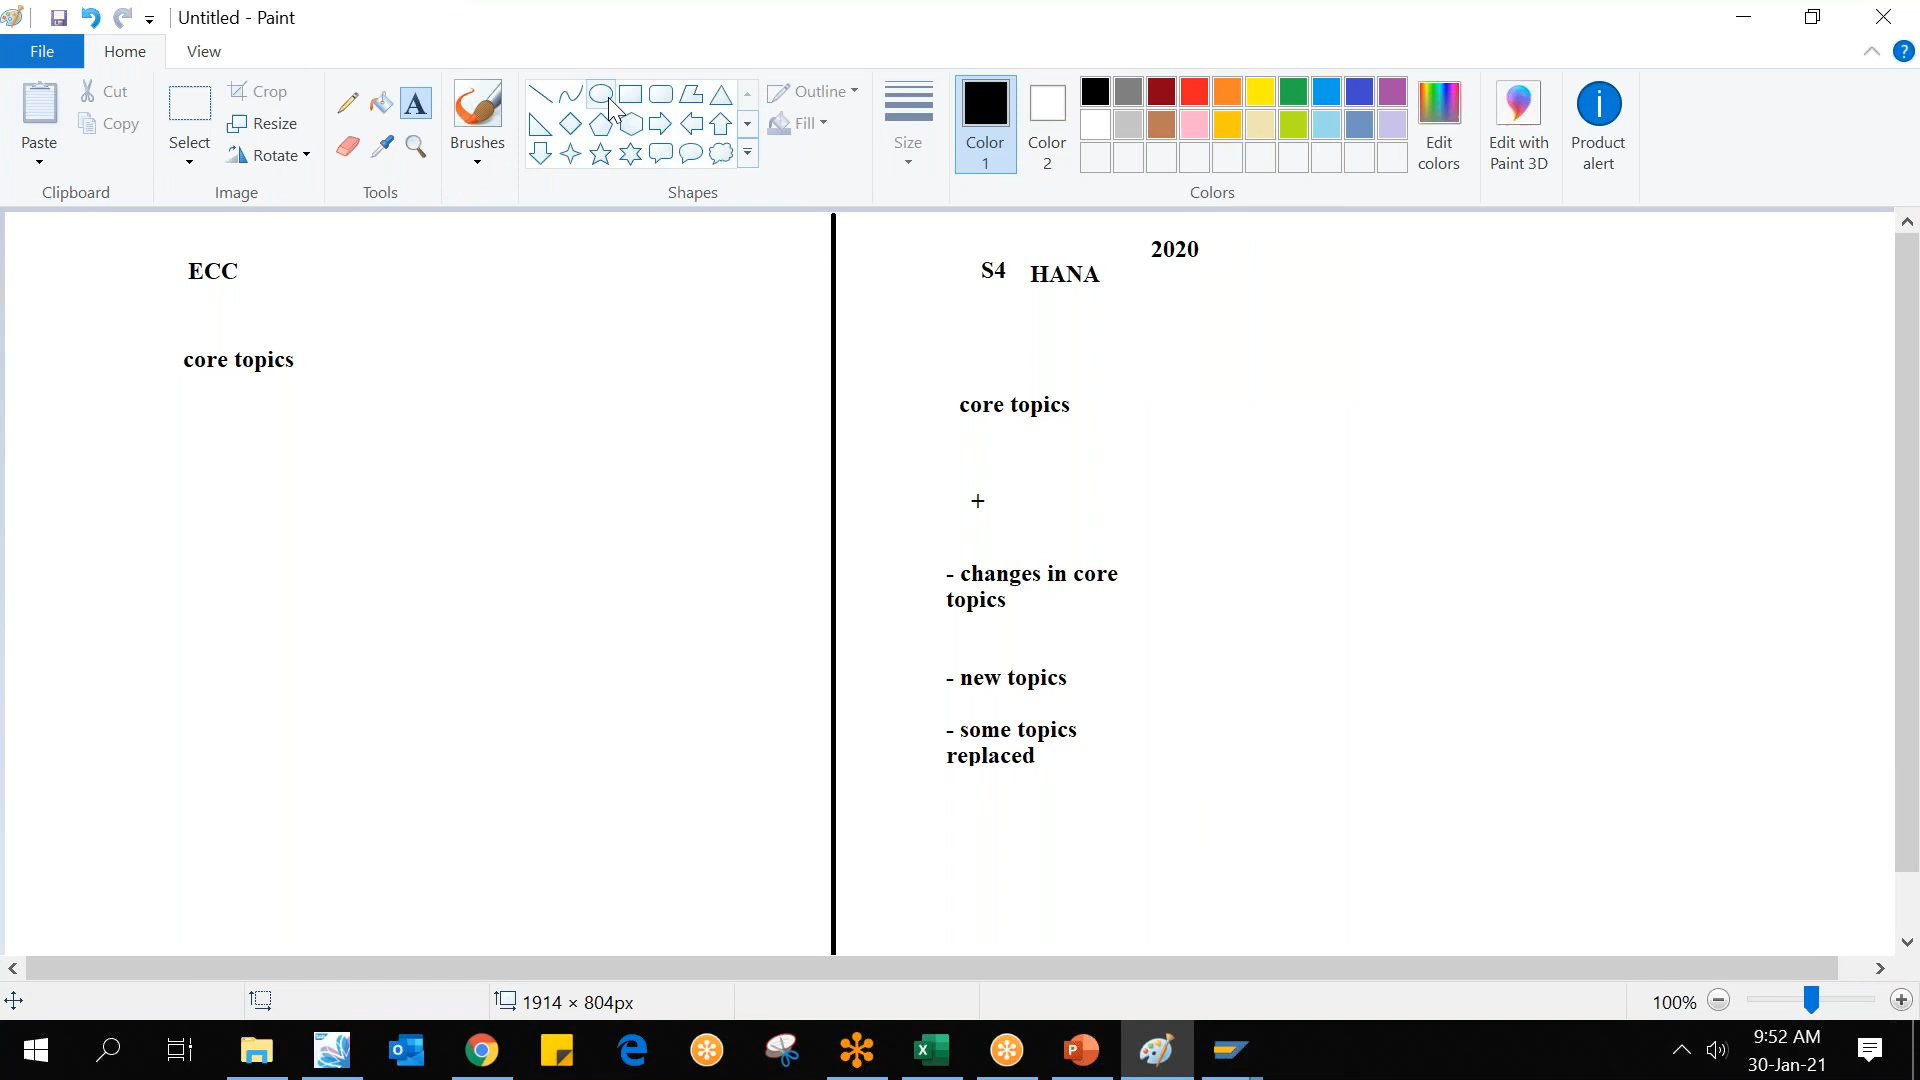 Untitled - Paint
File
Home
View
Paste
Cut
Copy
Clipboard
Select
Crop
Resize
Rotate
Image
A
Tools
Brushes
Shapes
Outline
Fill
Size
Color
1
Color
2
Colors
Edit
colors
Edit with
Paint 3D
Product
alert
ECC
core topics
2020
S4 HANA
core topics
+
- changes in core
topics
- new topics
- some topics
replaced
1914 × 804px
100%
9:52 AM
30-Jan-21